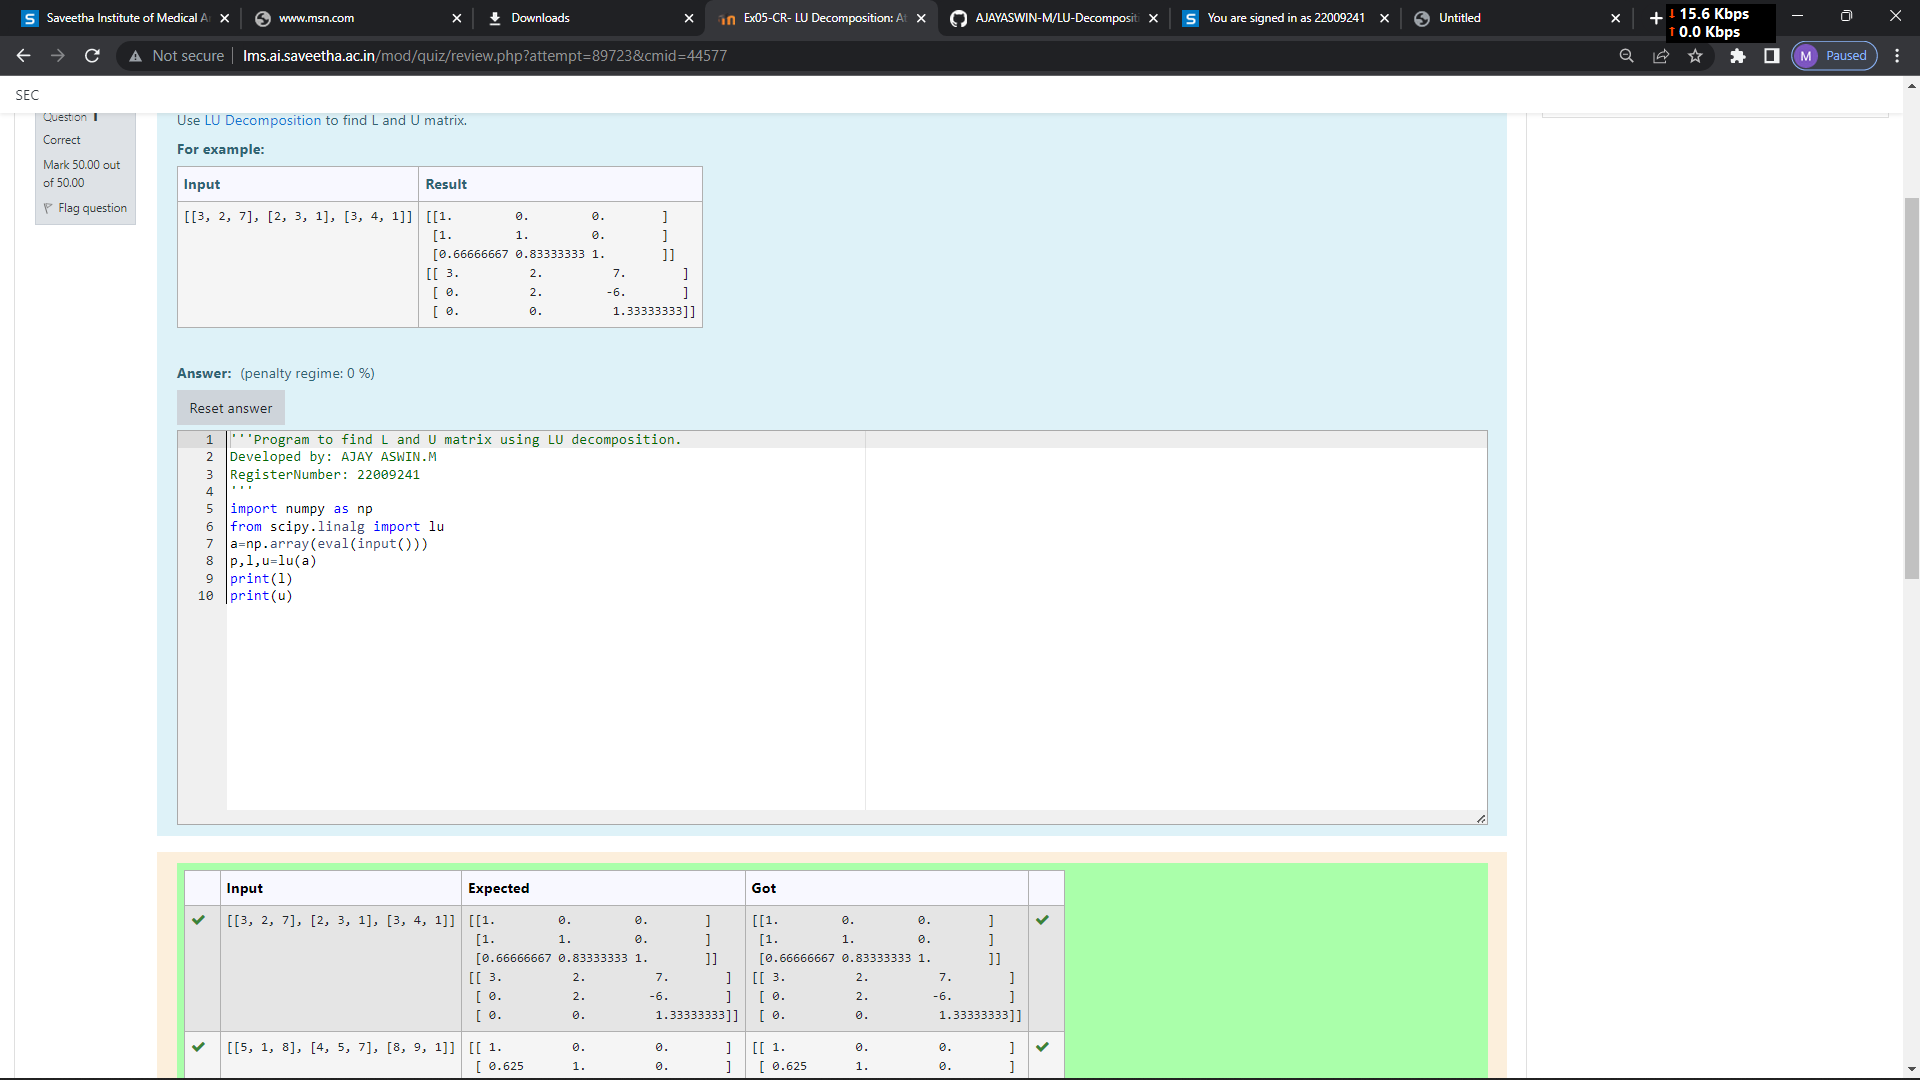 Saveetha Institute of Medical A
www.msn.com
Downloads
Ex05-CR- LU Decomposition: At
AJAYASWIN-M/LU-Decompositi
You are signed in as 22009241
Untitled
↓ 15.6 Kbps
↑ 0.0 Kbps
Not secure | lms.ai.saveetha.ac.in/mod/quiz/review.php?attempt=89723&cmid=44577
M Paused
SEC
Question 1
Correct
Mark 50.00 out
of 50.00
Flag question
Use LU Decomposition to find L and U matrix.
For example:
Input Result
[[3, 2, 7], [2, 3, 1], [3, 4, 1]] [[1. 0. 0. ]
[1. 1. 0. ]
[0.66666667 0.83333333 1. ]]
[[ 3. 2. 7. ]
[ 0. 2. -6. ]
[ 0. 0. 1.33333333]]
Answer: (penalty regime: 0 %)
Reset answer
1 '''Program to find L and U matrix using LU decomposition.
2 Developed by: AJAY ASWIN.M
3 RegisterNumber: 22009241
4 '''
5 import numpy as np
6 from scipy.linalg import lu
7 a=np.array(eval(input()))
8 p,l,u=lu(a)
9 print(l)
10 print(u)
Input Expected Got
[[3, 2, 7], [2, 3, 1], [3, 4, 1]] [[1. 0. 0. ] [[1. 0. 0. ]
[1. 1. 0. ] [1. 1. 0. ]
[0.66666667 0.83333333 1. ]] [0.66666667 0.83333333 1. ]]
[[ 3. 2. 7. ] [[ 3. 2. 7. ]
[ 0. 2. -6. ] [ 0. 2. -6. ]
[ 0. 0. 1.33333333]] [ 0. 0. 1.33333333]]
[[5, 1, 8], [4, 5, 7], [8, 9, 1]] [[ 1. 0. 0. ] [[ 1. 0. 0. ]
[ 0.625 1. 0. ] [ 0.625 1. 0. ]